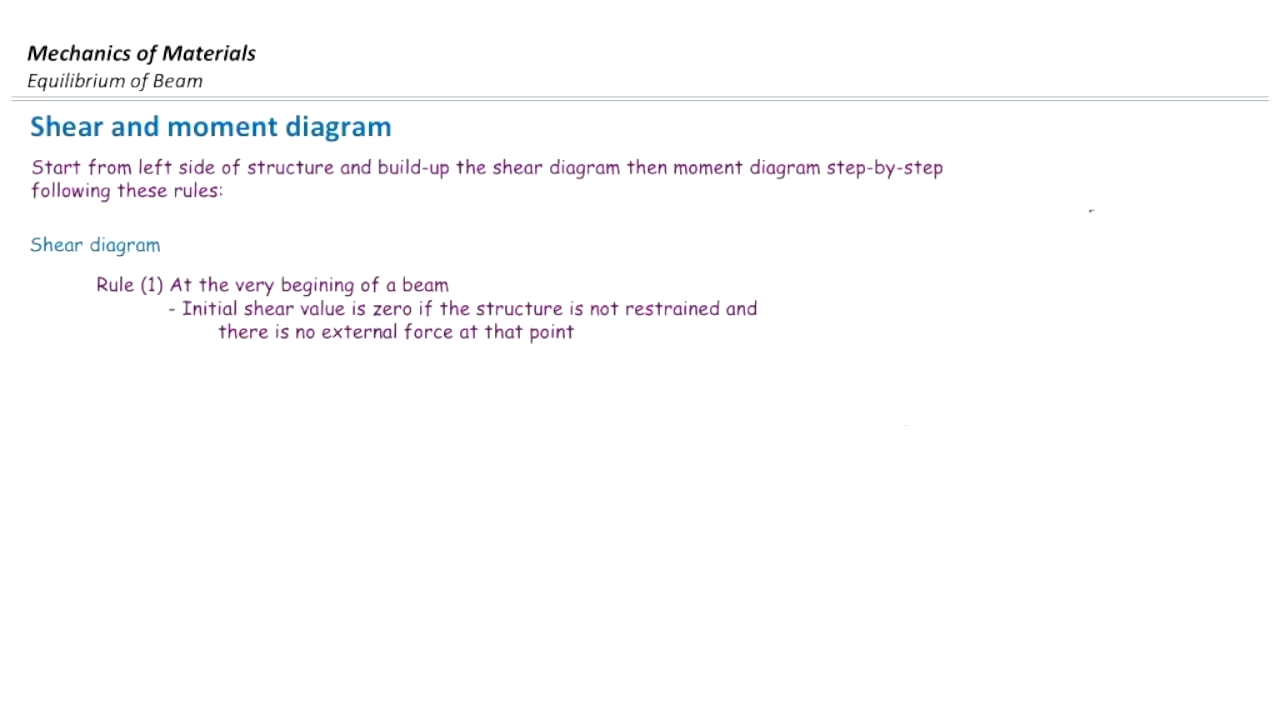 Mechanics of Materials
Equilibrium of Beam
Shear and moment diagram
Start from left side of structure and build-up the shear diagram then moment diagram step-by-step
following these rules:
Shear diagram
Rule (1) At the very begining of a beam
- Initial shear value is zero if the structure is not restrained and
there is no external force at that point